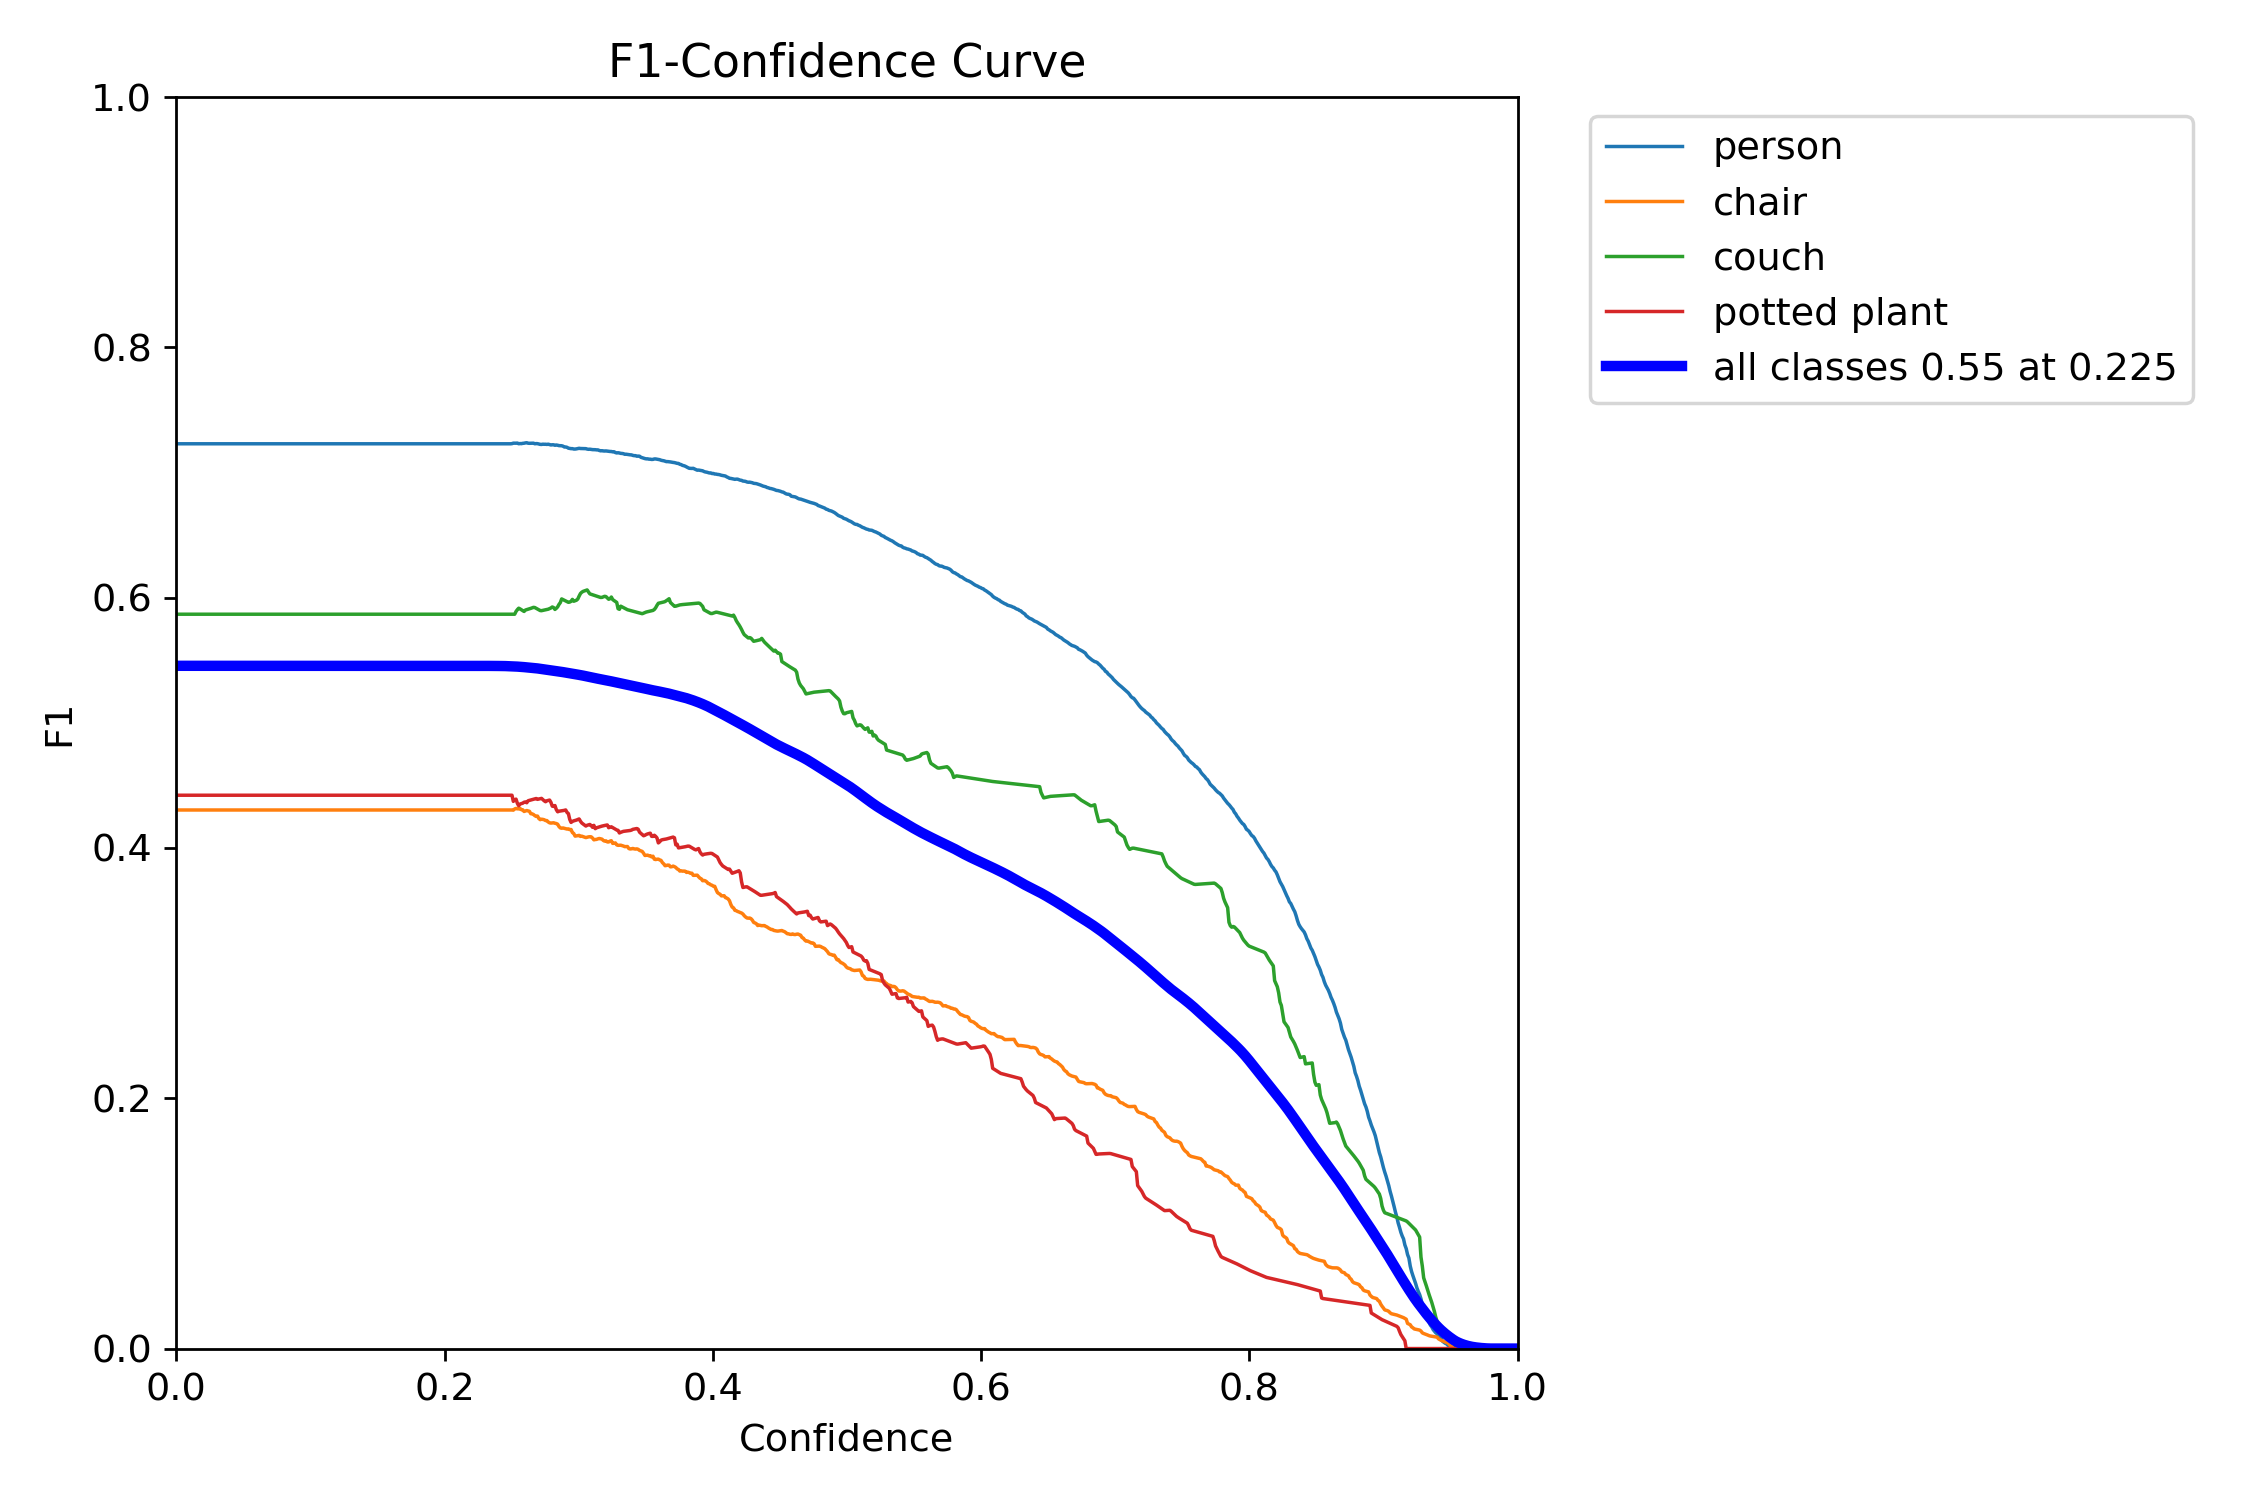 F1-Confidence Curve
1.0
0.8
0.6
0.4
0.2
0.0
F1
0.0 0.2 0.4 0.6 0.8 1.0
Confidence
person
chair
couch
potted plant
all classes 0.55 at 0.225